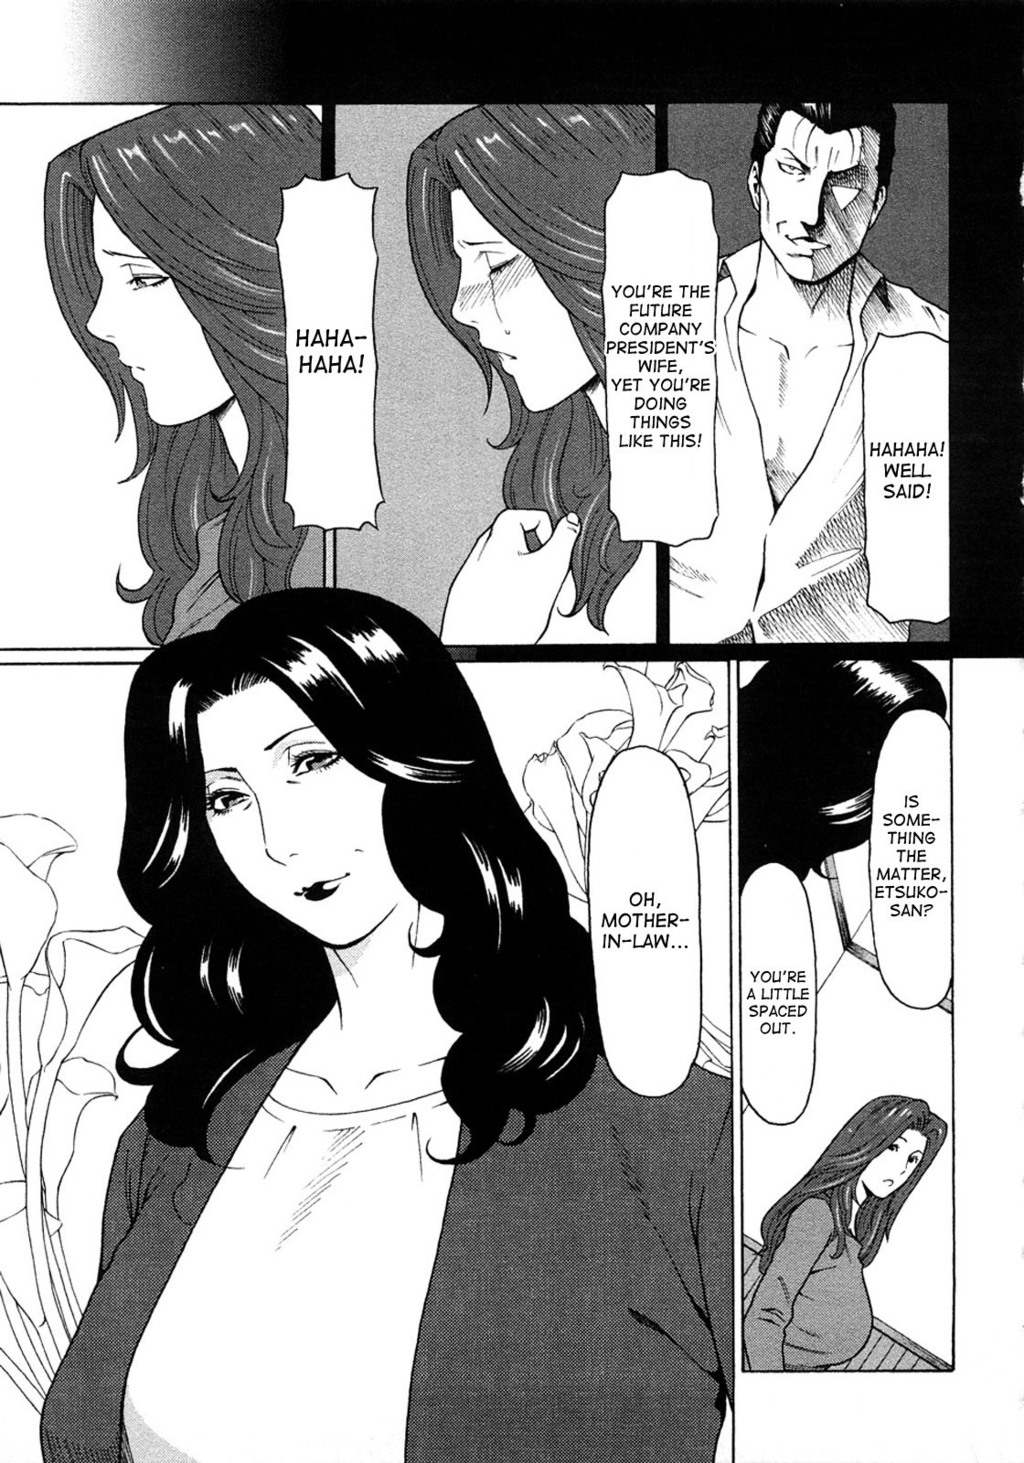 HAHAHA!
WELL
SAID!
YOU'RE THE
FUTURE
COMPANY
PRESIDENT'S
WIFE,
YET YOU'RE
DOING
THINGS
LIKE THIS!
HAHA-
HAHA!
IS
SOME-
THING
THE
MATTER,
ETSUKO-
SAN?
YOU'RE
A LITTLE
SPACED
OUT.
OH,
MOTHER-
IN-LAW...